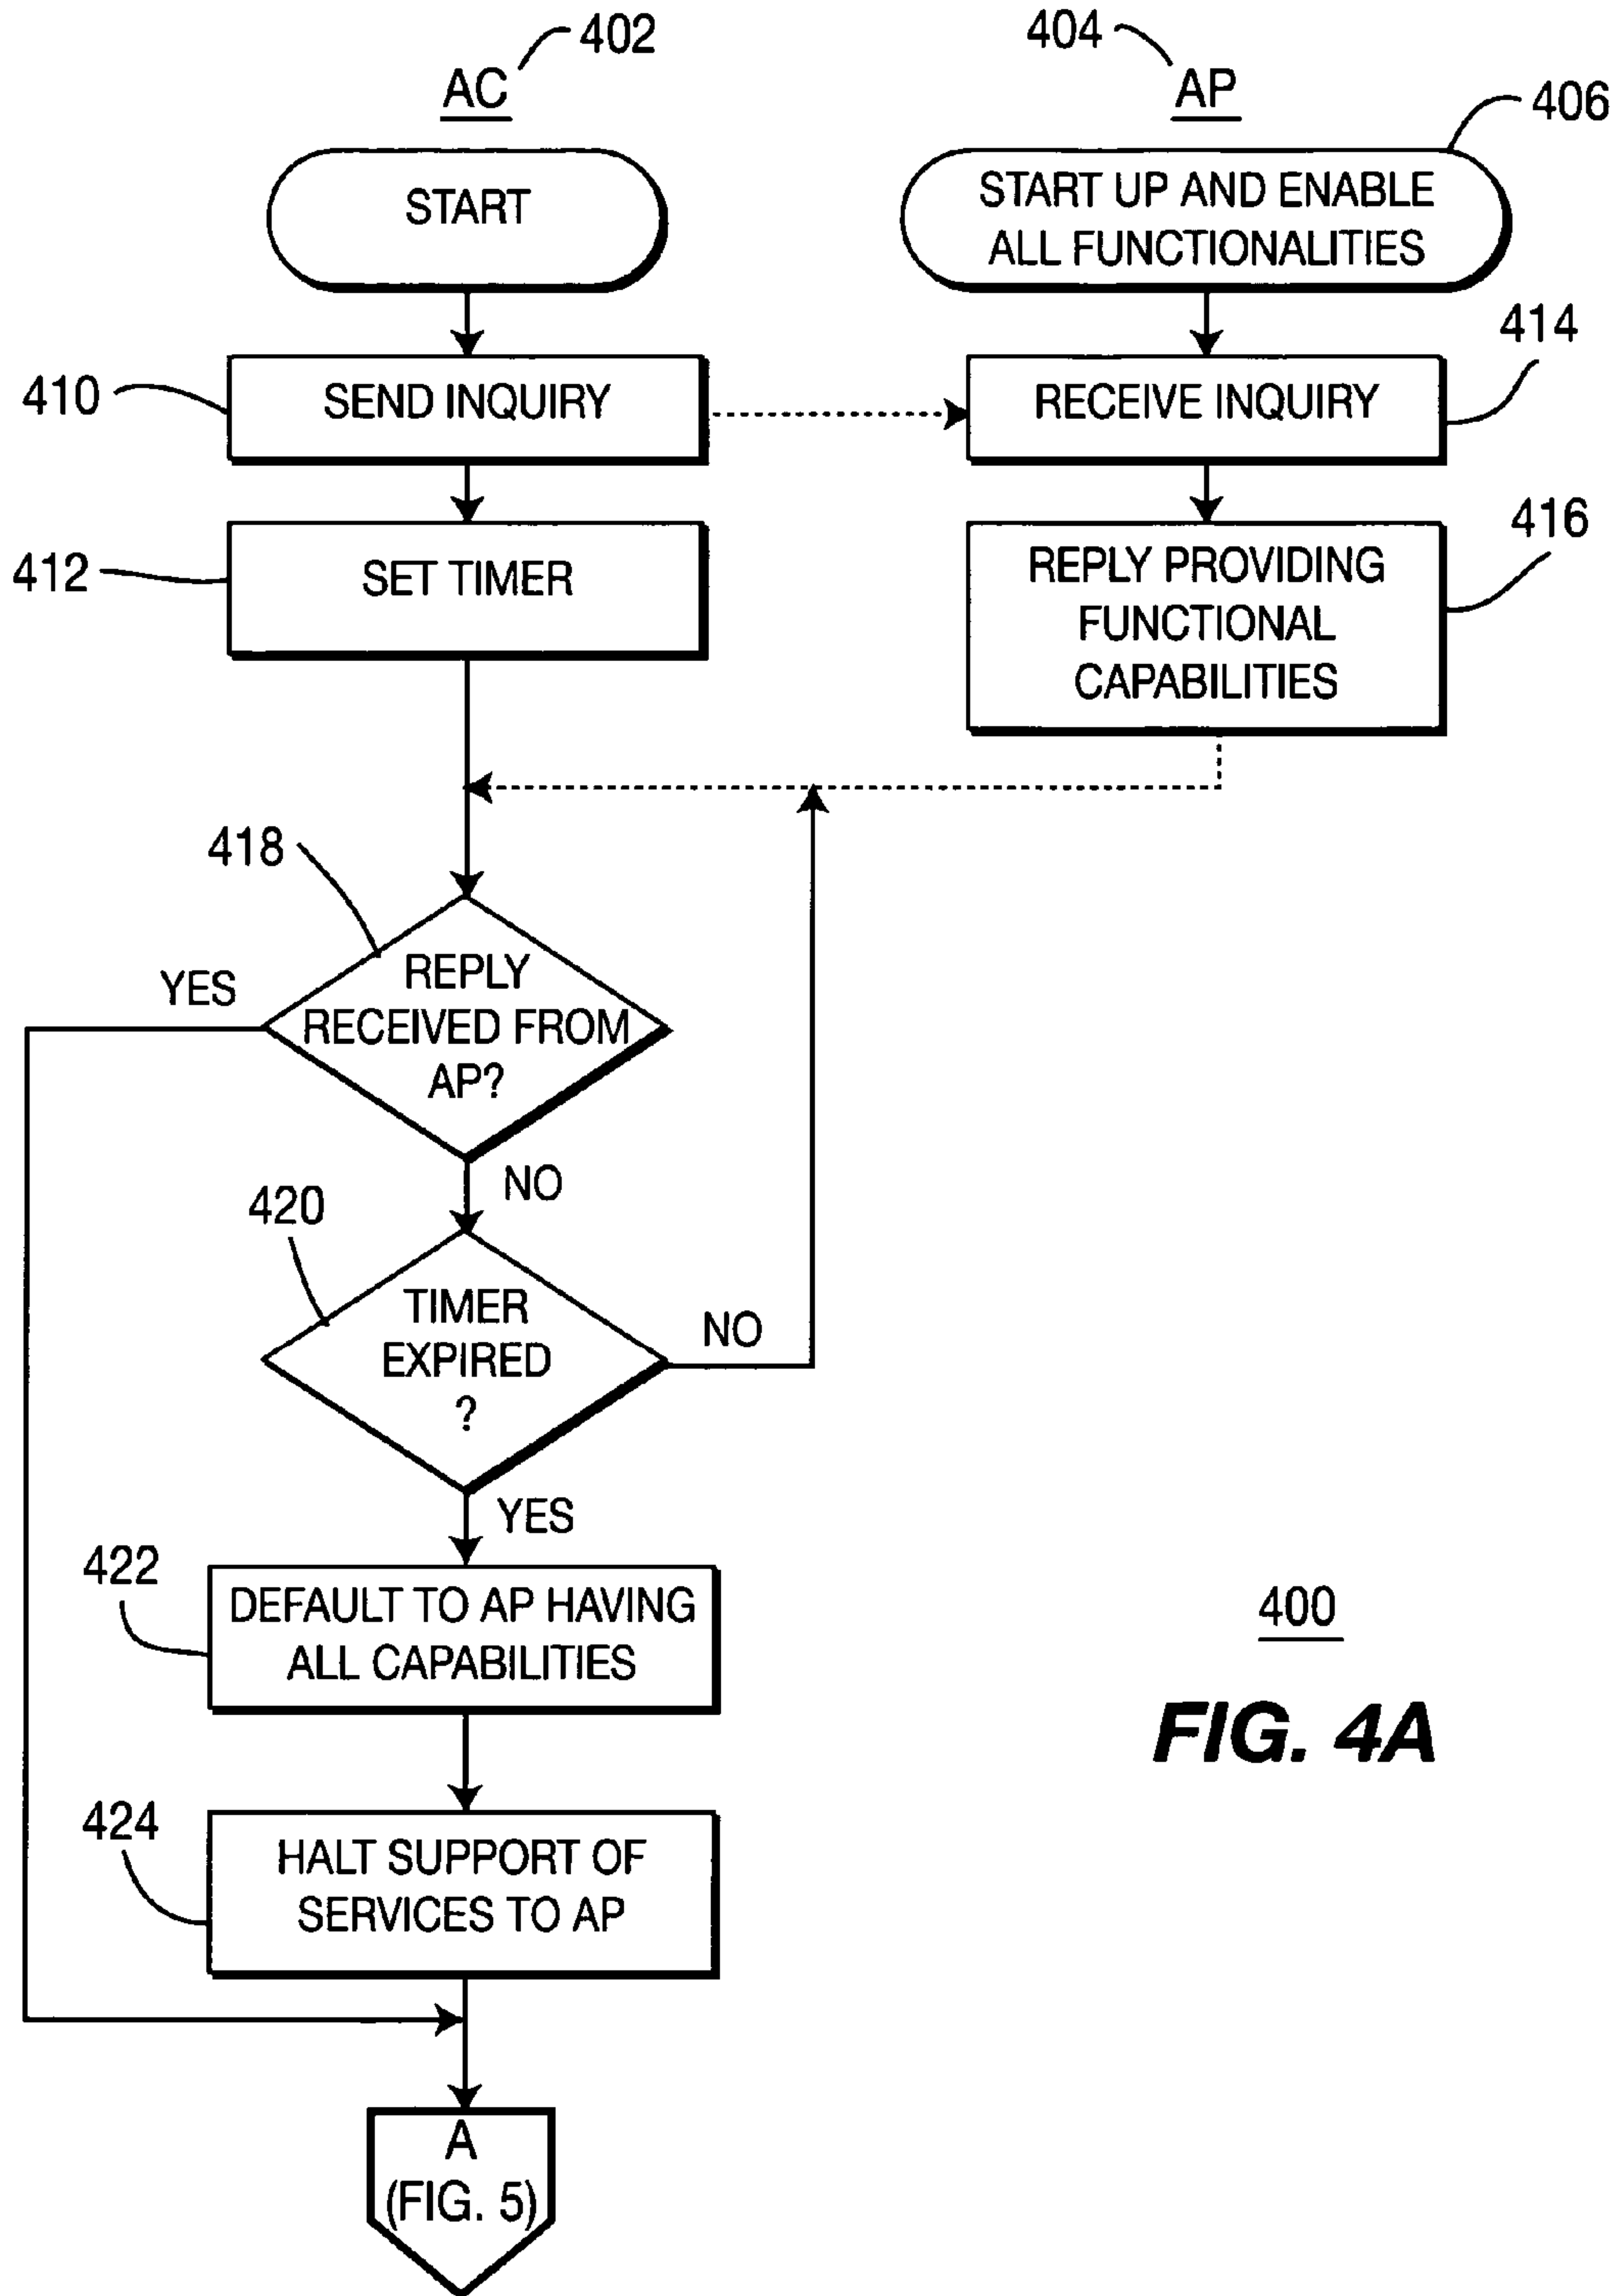 402
404
AC
AP
406
START
START UP AND ENABLE
ALL FUNCTIONALITIES
414
410
SEND INQUIRY
RECEIVE INQUIRY
416
412
SET TIMER
REPLY PROVIDING
FUNCTIONAL
CAPABILITIES
418
YES
REPLY
RECEIVED FROM
AP?
NO
420
TIMER
EXPIRED
?
NO
YES
422
DEFAULT TO AP HAVING
ALL CAPABILITIES
400
FIG. 4A
424
HALT SUPPORT OF
SERVICES TO AP
A
(FIG. 5)